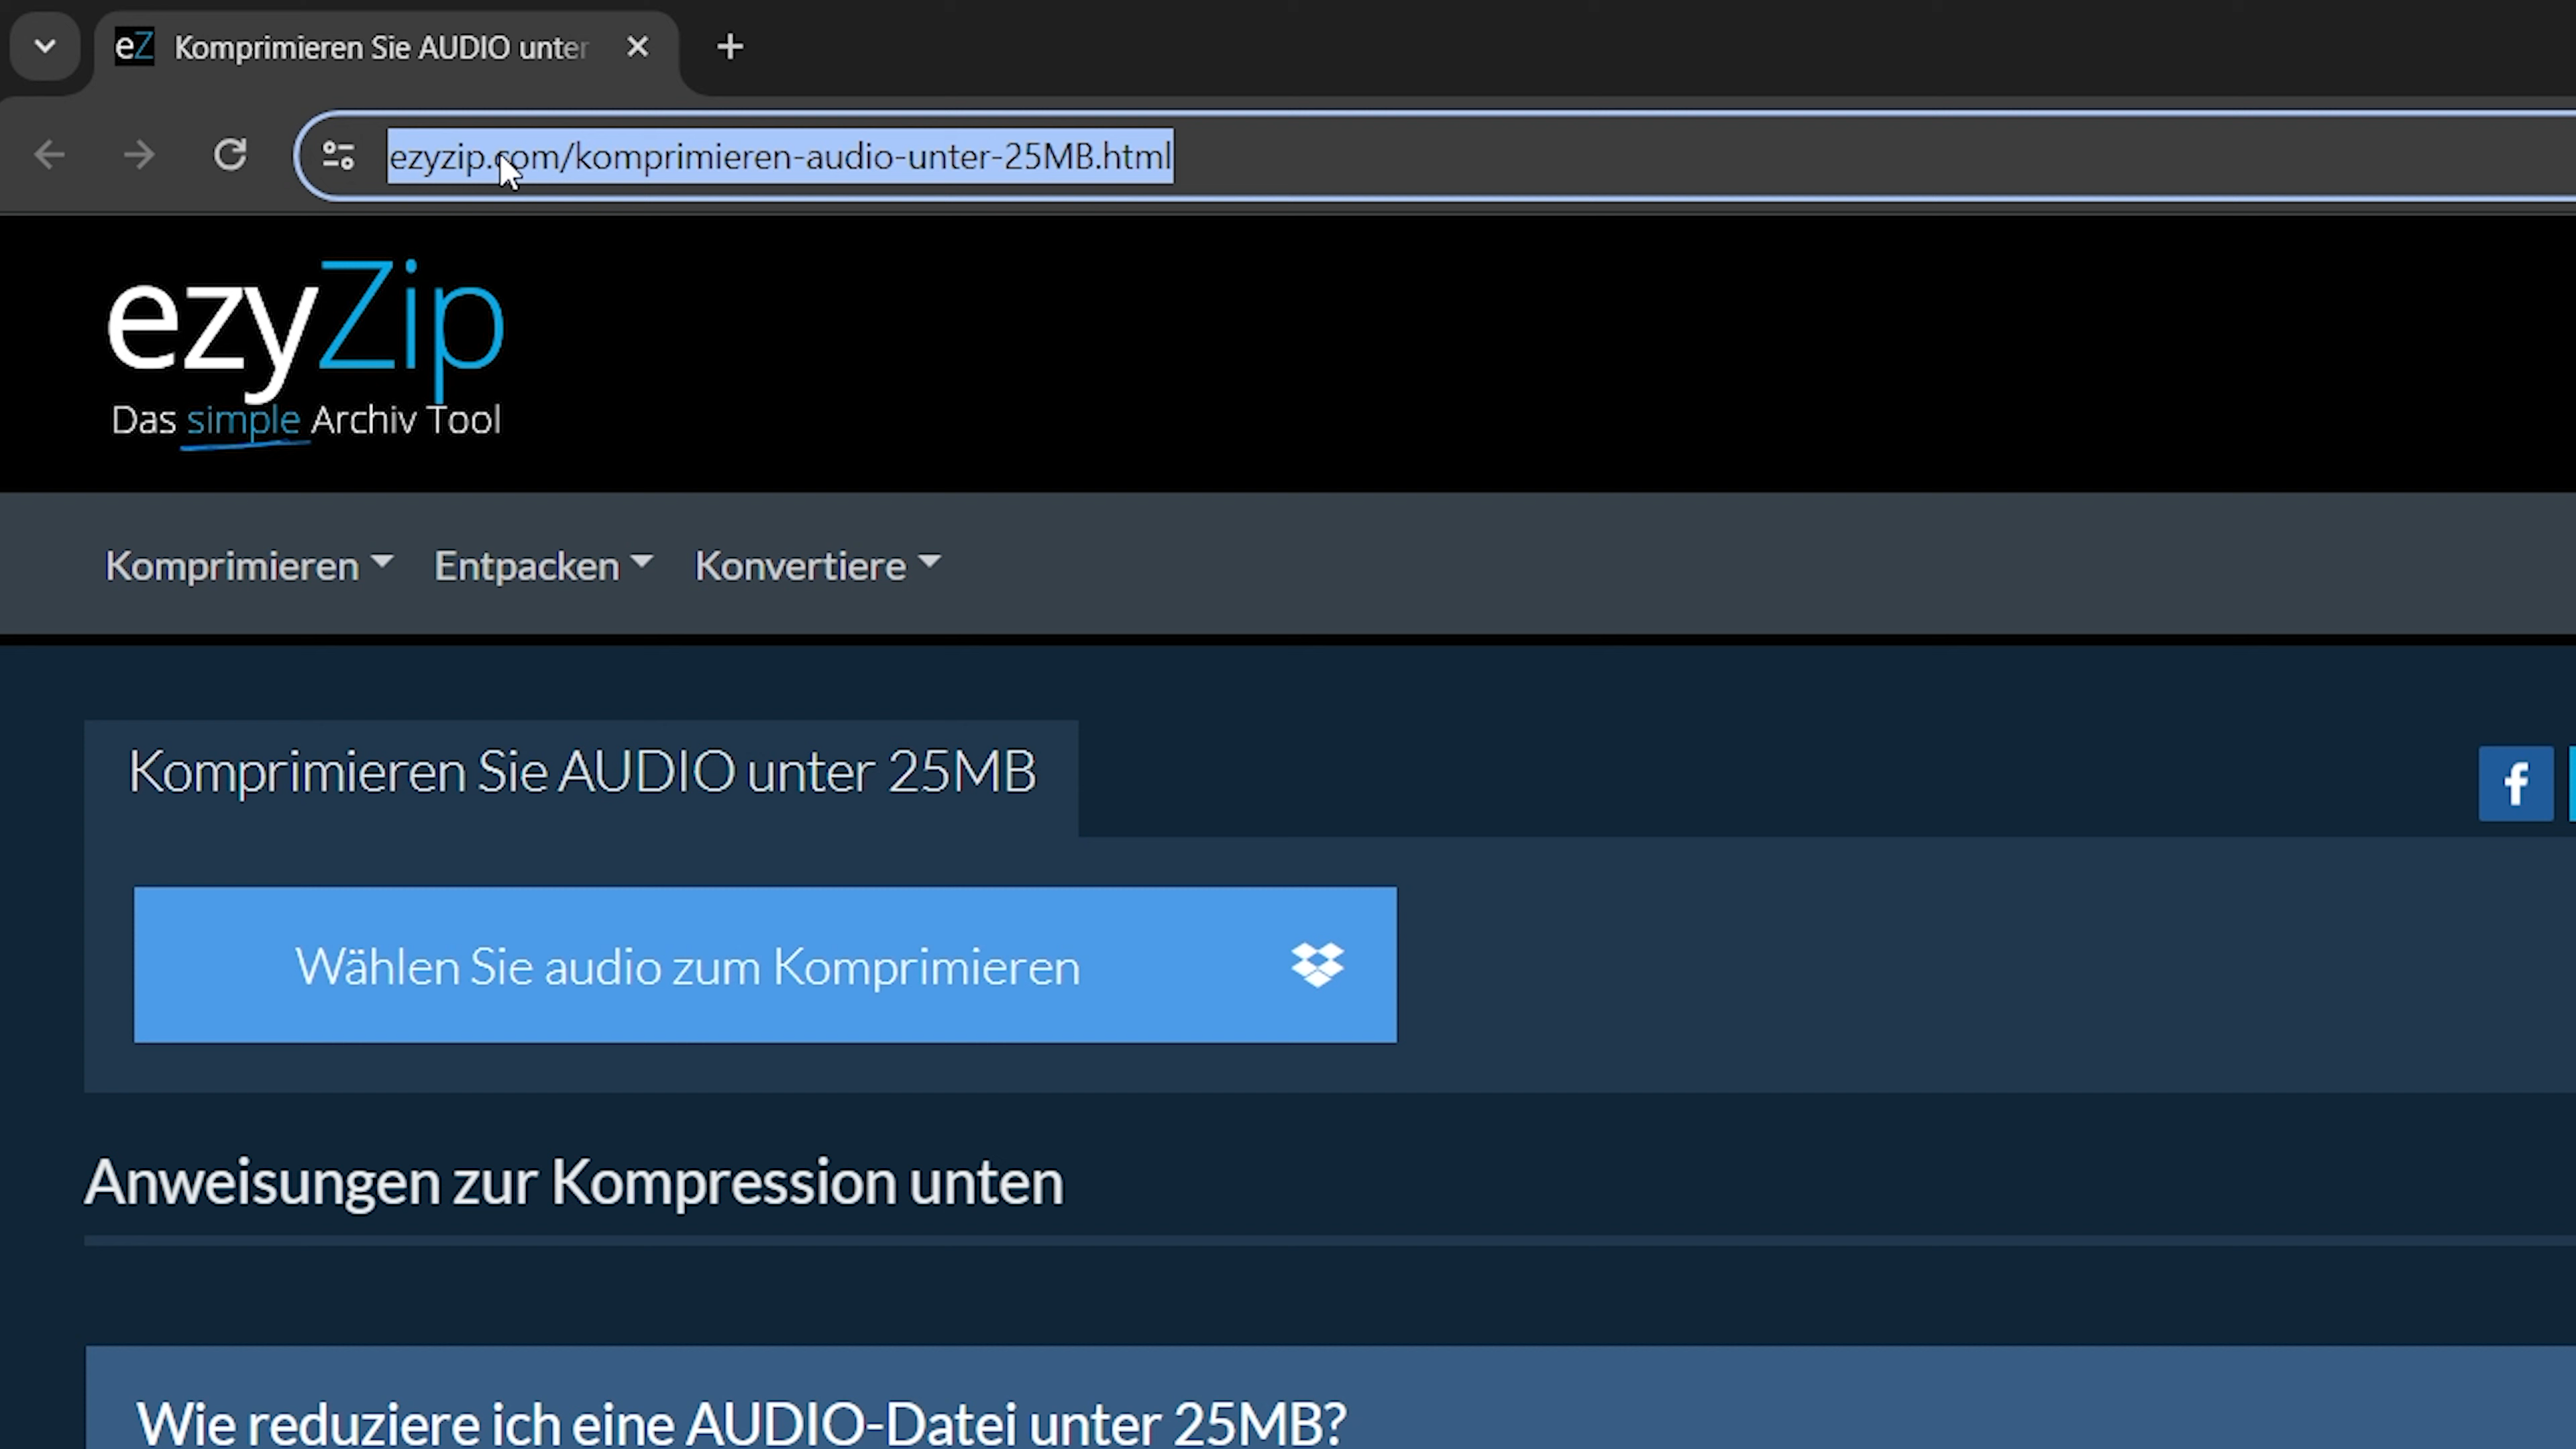 eZ Komprimieren Sie AUDIO unter
ezyzip.com/komprimieren-audio-unter-25MB.html
ezyZip
Das simple Archiv Tool
Komprimieren Entpacken Konvertiere
Komprimieren Sie AUDIO unter 25MB
f
Wählen Sie audio zum Komprimieren
Anweisungen zur Kompression unten
Wie reduziere ich eine AUDIO-Datei unter 25MB?